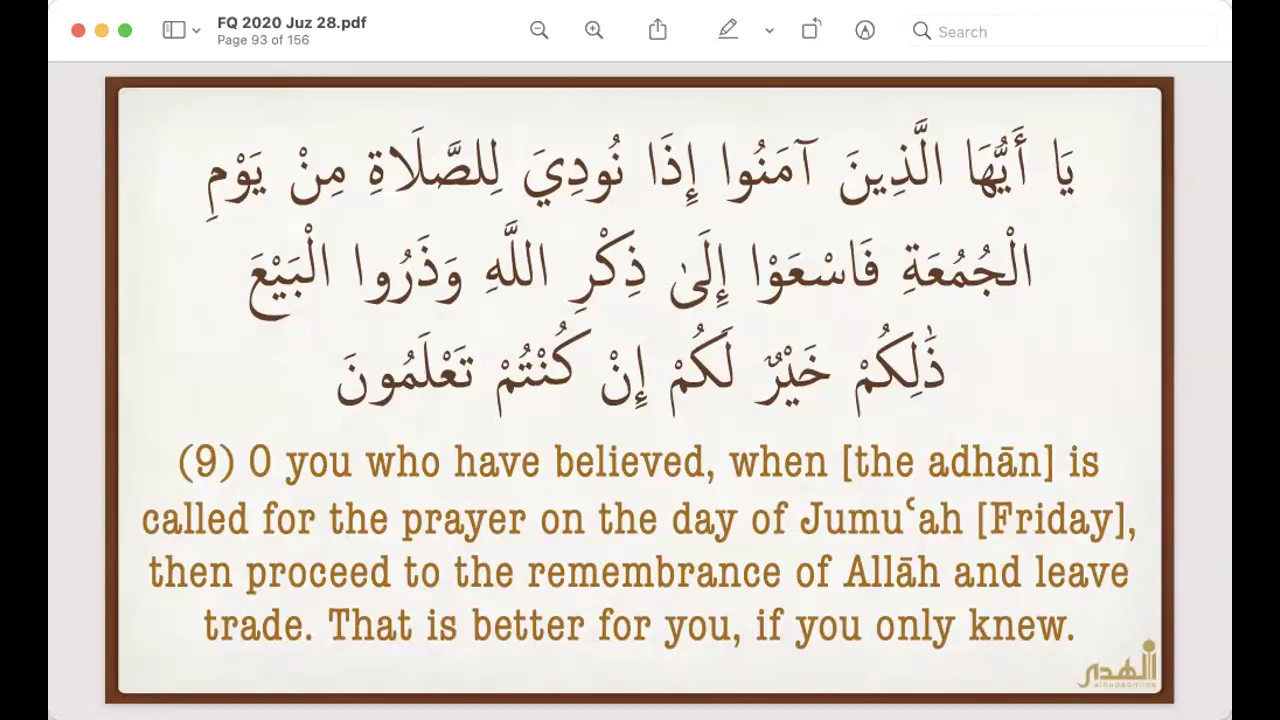 FQ 2020 Juz 28.pdf
Page 93 of 156
Search
يَا أَيُّهَا الَّذِينَ آمَنُوا إِذَا نُودِيَ لِلصَّلَاةِ مِنْ يَوْمِ
الْجُمُعَةِ فَاسْعَوْا إِلَىٰ ذِكْرِ اللَّهِ وَذَرُوا الْبَيْعَ
ذَٰلِكُمْ خَيْرٌ لَكُمْ إِنْ كُنْتُمْ تَعْلَمُونَ
(9) O you who have believed, when [the adhān] is
called for the prayer on the day of Jumuʿah [Friday],
then proceed to the remembrance of Allāh and leave
trade. That is better for you, if you only knew.
الهدى
alhudaonline